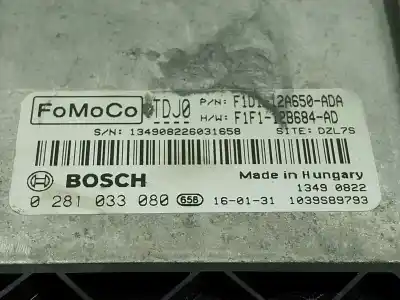 FoMoCo TDJ0 P/N: F1D1-12A650-ADA
H/W: F1F1-12B684-AD
S/N: 134908226031658 SITE: DZL7S
BOSCH Made in Hungary
1349 0822
0 281 033 080 658 16-01-31 1039S89793